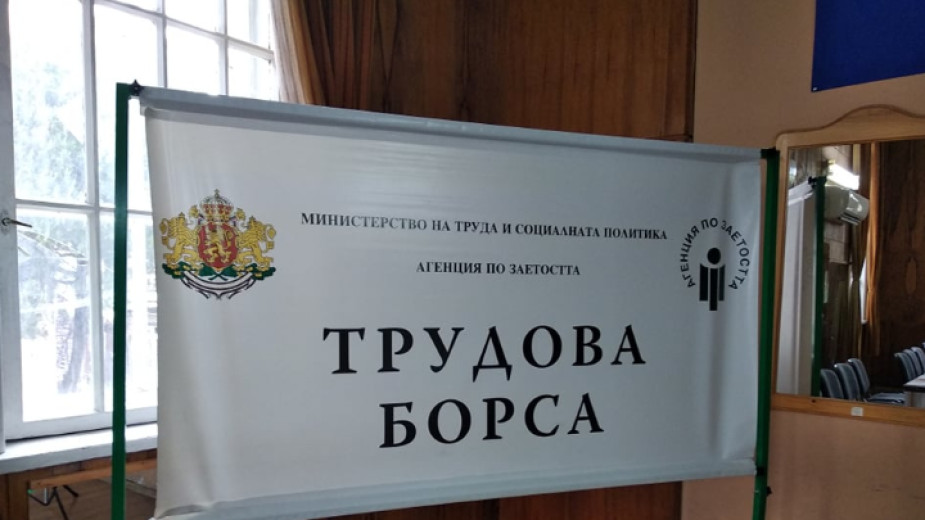 МИНИСТЕРСТВО НА ТРУДА И СОЦИАЛНАТА ПОЛИТИКА
АГЕНЦИЯ ПО ЗАЕТОСТТА
АГЕНЦИЯ ПО ЗАЕТОСТТА
ТРУДОВА
БОРСА